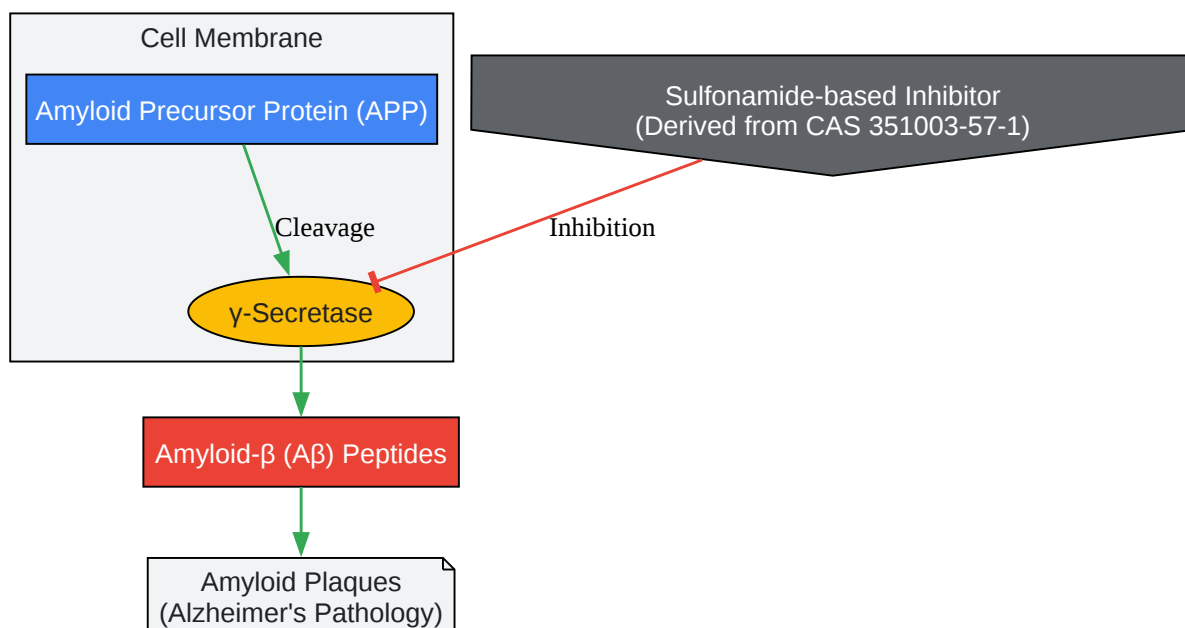 Cell Membrane
Amyloid Precursor Protein (APP)
Sulfonamide-based Inhibitor
(Derived from CAS 351003-57-1)
Cleavage
Inhibition
γ-Secretase
Amyloid-β (Aβ) Peptides
Amyloid Plaques
(Alzheimer's Pathology)